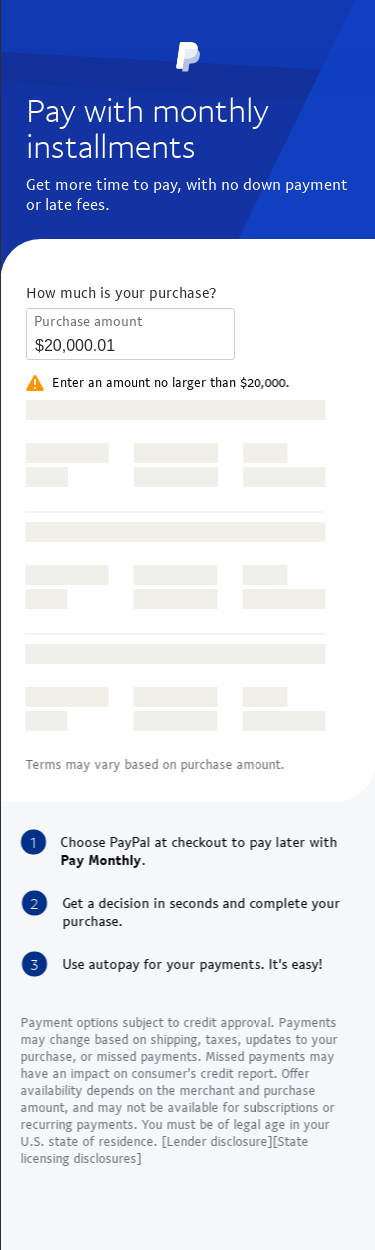 Pay with monthly
installments
Get more time to pay, with no down payment
or late fees.
How much is your purchase?
Purchase amount
$20,000.01
Enter an amount no larger than $20,000.
Terms may vary based on purchase amount.
1 Choose PayPal at checkout to pay later with
Pay Monthly.
2 Get a decision in seconds and complete your
purchase.
3 Use autopay for your payments. It's easy!
Payment options subject to credit approval. Payments
may change based on shipping, taxes, updates to your
purchase, or missed payments. Missed payments may
have an impact on consumer's credit report. Offer
availability depends on the merchant and purchase
amount, and may not be available for subscriptions or
recurring payments. You must be of legal age in your
U.S. state of residence. [Lender disclosure][State
licensing disclosures]